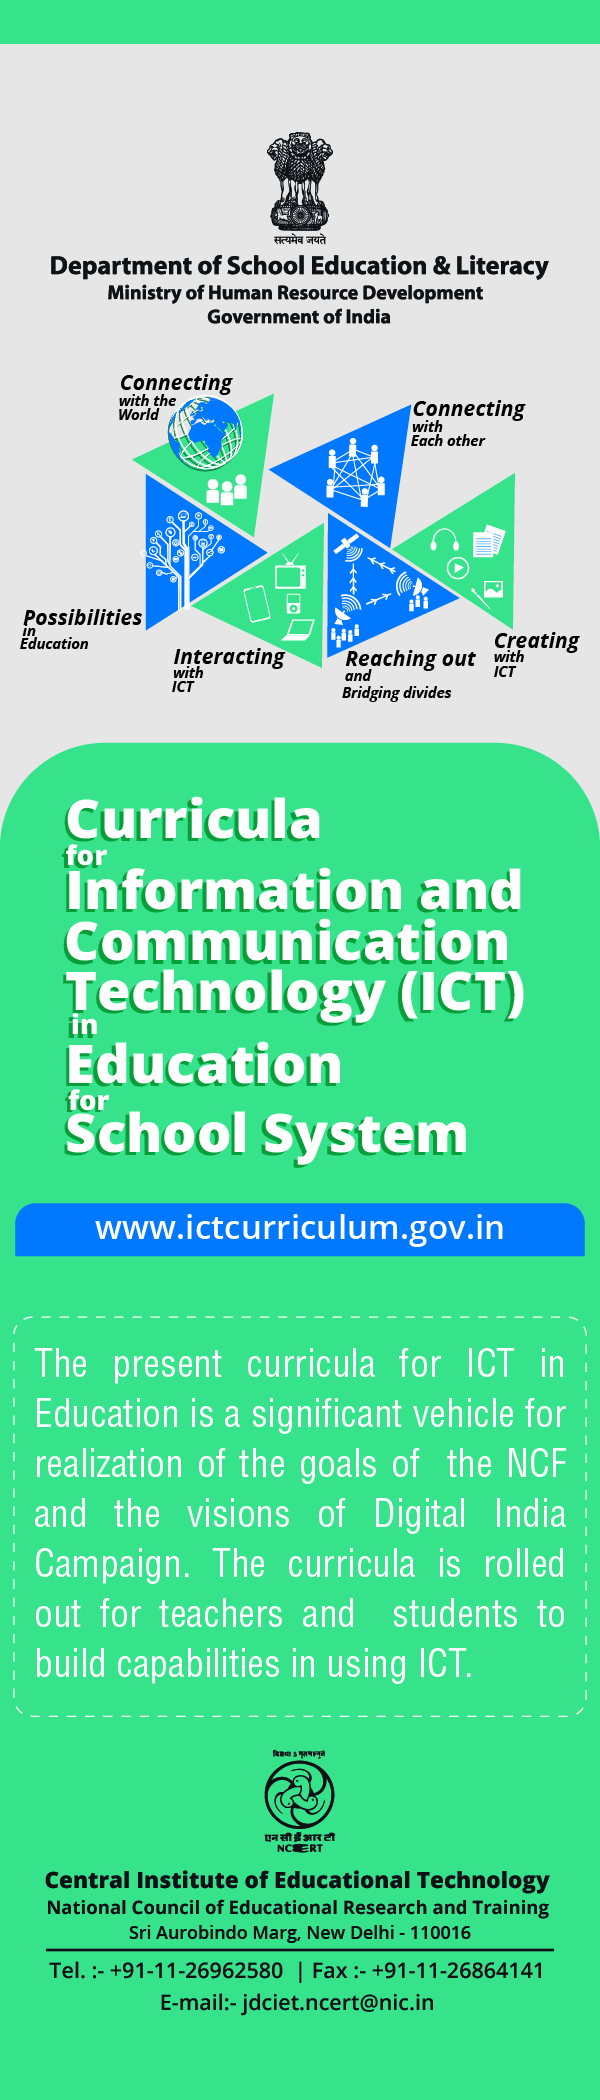 सत्यमेव जयते
Department of School Education & Literacy
Ministry of Human Resource Development
Government of India
Connecting
with the
World
Connecting
with
Each other
Possibilities
in
Education
Interacting
with
ICT
Reaching out
and
Bridging divides
Creating
with
ICT
Curricula
for
Information and
Communication
Technology (ICT)
in
Education
for
School System
www.ictcurriculum.gov.in
The present curricula for ICT in
Education is a significant vehicle for
realization of the goals of the NCF
and the visions of Digital India
Campaign. The curricula is rolled
out for teachers and students to
build capabilities in using ICT.
एन सी ई आर टी
NCERT
Central Institute of Educational Technology
National Council of Educational Research and Training
Sri Aurobindo Marg, New Delhi - 110016
Tel. :- +91-11-26962580 | Fax :- +91-11-26864141
E-mail:- jdciet.ncert@nic.in